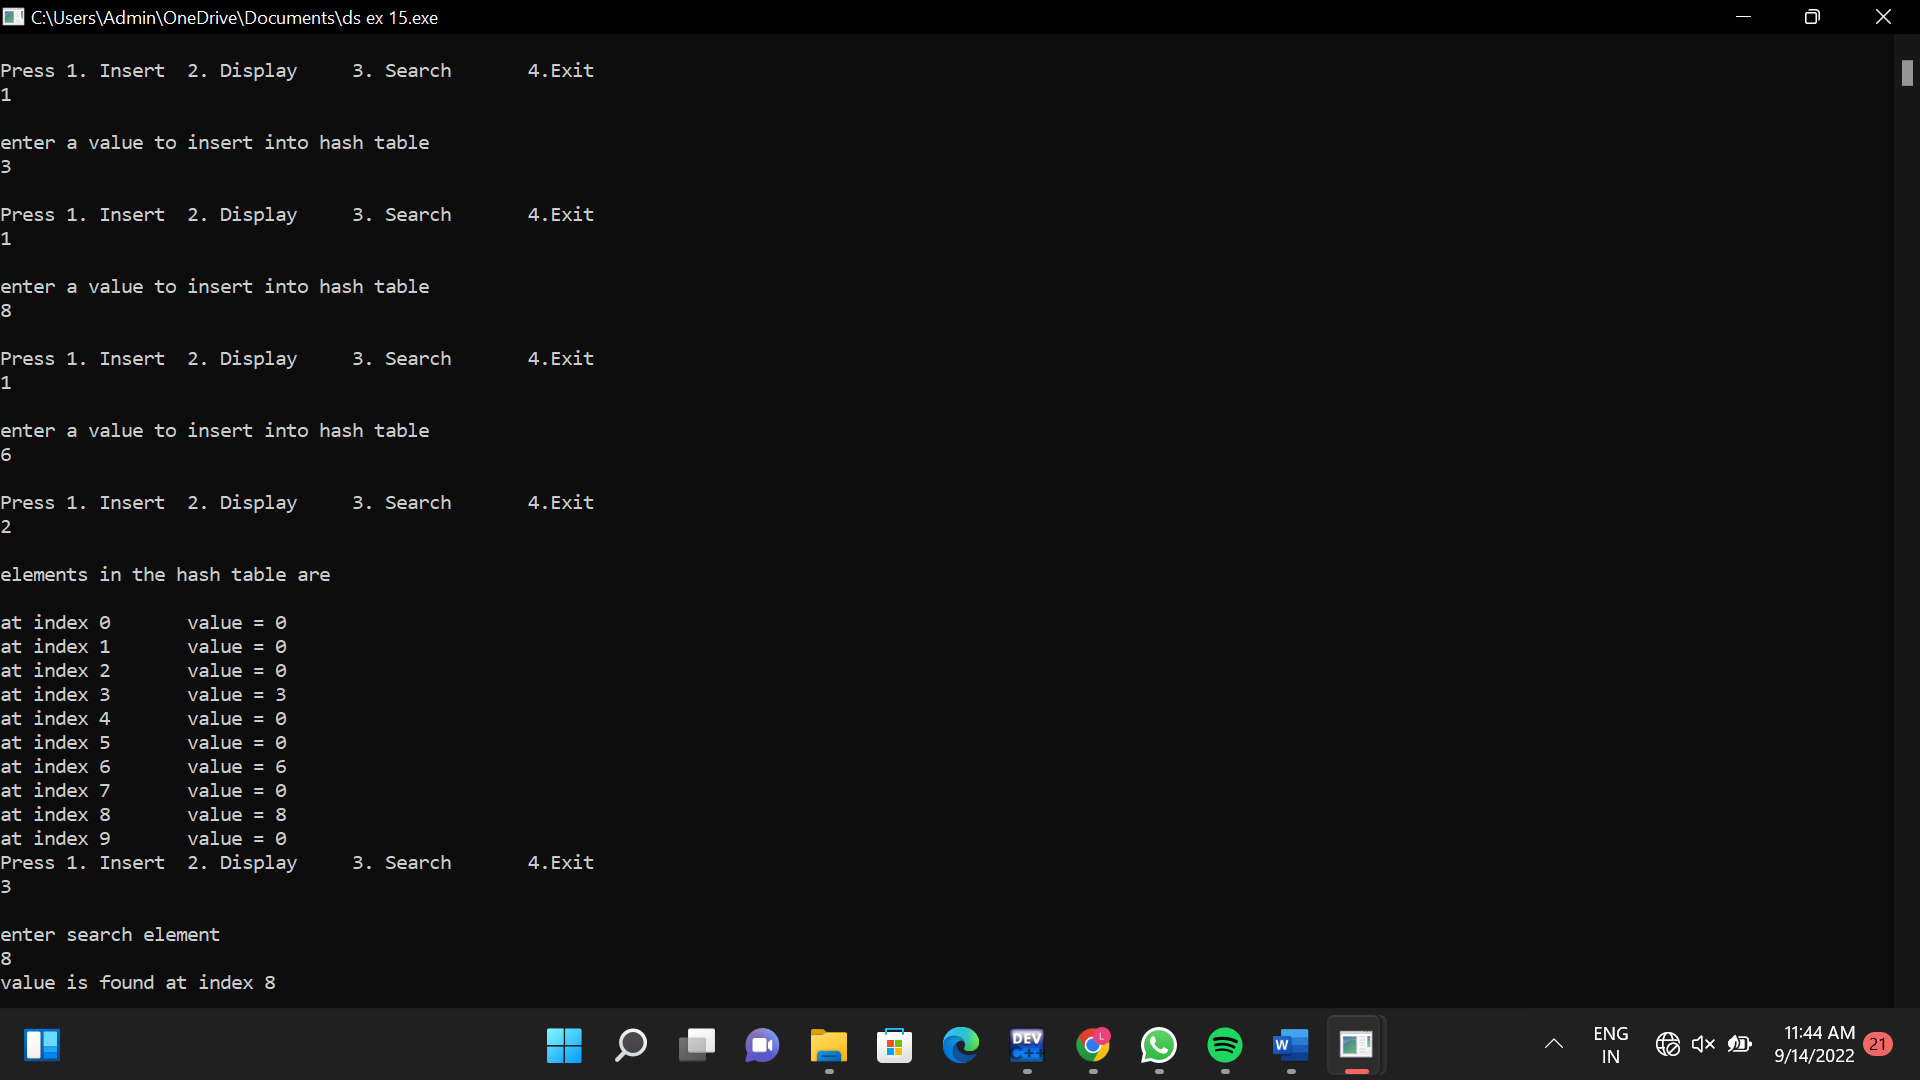 C:\Users\Admin\OneDrive\Documents\ds ex 15.exe
Press 1. Insert  2. Display     3. Search       4.Exit
1
enter a value to insert into hash table
3
Press 1. Insert  2. Display     3. Search       4.Exit
1
enter a value to insert into hash table
8
Press 1. Insert  2. Display     3. Search       4.Exit
1
enter a value to insert into hash table
6
Press 1. Insert  2. Display     3. Search       4.Exit
2
elements in the hash table are
at index 0       value = 0
at index 1       value = 0
at index 2       value = 0
at index 3       value = 3
at index 4       value = 0
at index 5       value = 0
at index 6       value = 6
at index 7       value = 0
at index 8       value = 8
at index 9       value = 0
Press 1. Insert  2. Display     3. Search       4.Exit
3
enter search element
8
value is found at index 8
DEV
C++
L
W
ENG
IN
11:44 AM
9/14/2022
21